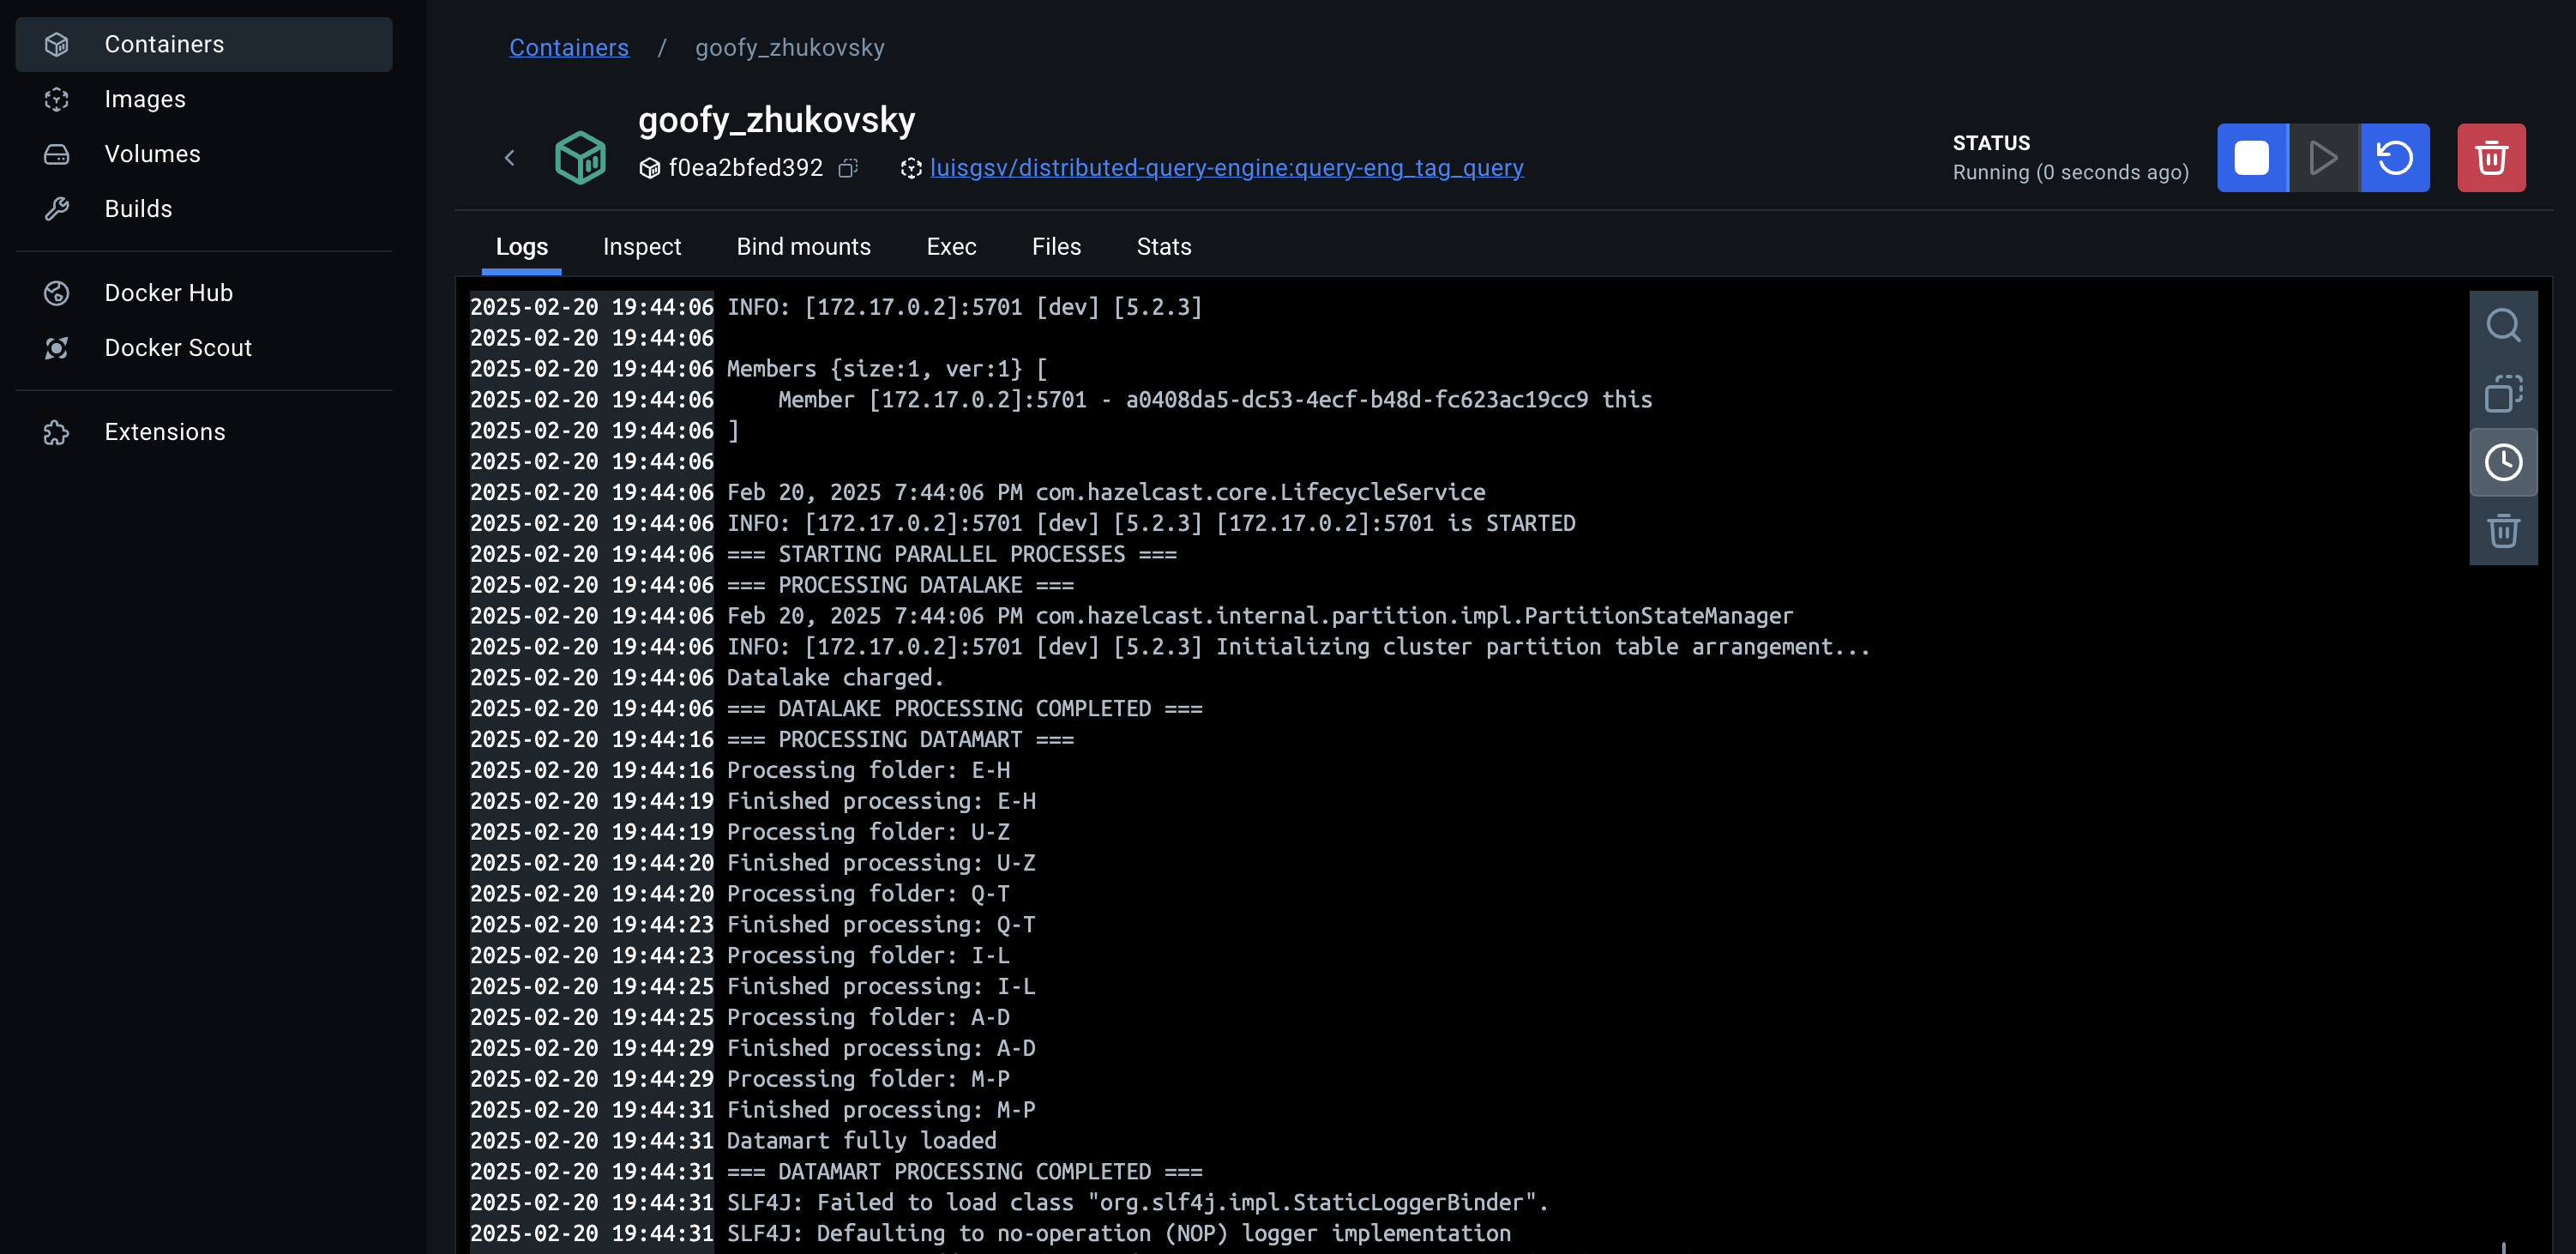 Containers
Images
Volumes
Builds
Docker Hub
Docker Scout
Extensions
Containers / goofy_zhukovsky
goofy_zhukovsky
f0ea2bfed392 luisgsv/distributed-query-engine:query-eng_tag_query
STATUS
Running (0 seconds ago)
Logs Inspect Bind mounts Exec Files Stats
2025-02-20 19:44:06 INFO: [172.17.0.2]:5701 [dev] [5.2.3]
2025-02-20 19:44:06
2025-02-20 19:44:06 Members {size:1, ver:1} [
2025-02-20 19:44:06     Member [172.17.0.2]:5701 - a0408da5-dc53-4ecf-b48d-fc623ac19cc9 this
2025-02-20 19:44:06 ]
2025-02-20 19:44:06
2025-02-20 19:44:06 Feb 20, 2025 7:44:06 PM com.hazelcast.core.LifecycleService
2025-02-20 19:44:06 INFO: [172.17.0.2]:5701 [dev] [5.2.3] [172.17.0.2]:5701 is STARTED
2025-02-20 19:44:06 === STARTING PARALLEL PROCESSES ===
2025-02-20 19:44:06 === PROCESSING DATALAKE ===
2025-02-20 19:44:06 Feb 20, 2025 7:44:06 PM com.hazelcast.internal.partition.impl.PartitionStateManager
2025-02-20 19:44:06 INFO: [172.17.0.2]:5701 [dev] [5.2.3] Initializing cluster partition table arrangement...
2025-02-20 19:44:06 Datalake charged.
2025-02-20 19:44:06 === DATALAKE PROCESSING COMPLETED ===
2025-02-20 19:44:16 === PROCESSING DATAMART ===
2025-02-20 19:44:16 Processing folder: E-H
2025-02-20 19:44:19 Finished processing: E-H
2025-02-20 19:44:19 Processing folder: U-Z
2025-02-20 19:44:20 Finished processing: U-Z
2025-02-20 19:44:20 Processing folder: Q-T
2025-02-20 19:44:23 Finished processing: Q-T
2025-02-20 19:44:23 Processing folder: I-L
2025-02-20 19:44:25 Finished processing: I-L
2025-02-20 19:44:25 Processing folder: A-D
2025-02-20 19:44:29 Finished processing: A-D
2025-02-20 19:44:29 Processing folder: M-P
2025-02-20 19:44:31 Finished processing: M-P
2025-02-20 19:44:31 Datamart fully loaded
2025-02-20 19:44:31 === DATAMART PROCESSING COMPLETED ===
2025-02-20 19:44:31 SLF4J: Failed to load class "org.slf4j.impl.StaticLoggerBinder".
2025-02-20 19:44:31 SLF4J: Defaulting to no-operation (NOP) logger implementation